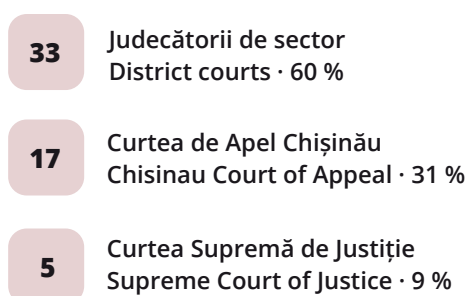 33
Judecătorii de sector
District courts · 60 %
17
Curtea de Apel Chișinău
Chisinau Court of Appeal · 31 %
5
Curtea Supremă de Justiție
Supreme Court of Justice · 9 %